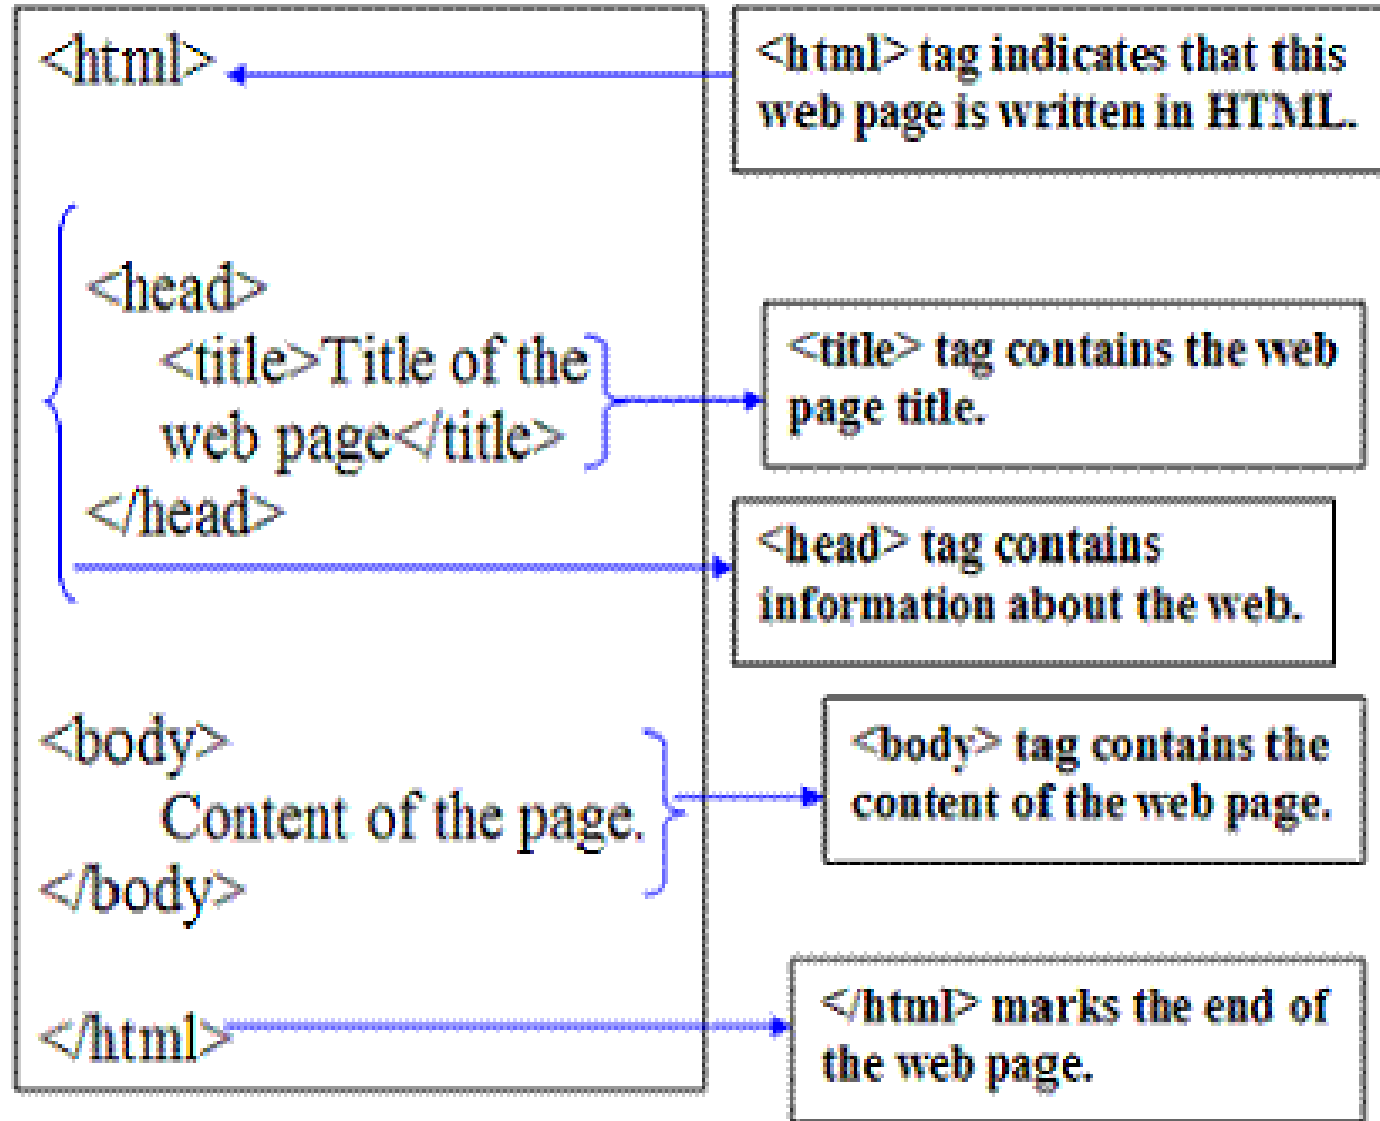 <html>
<html> tag indicates that this
web page is written in HTML.
<head>
<title>Title of the
web page</title>
</head>
<title> tag contains the web
page title.
<head> tag contains
information about the web.
<body>
Content of the page.
</body>
<body> tag contains the
content of the web page.
</html>
</html> marks the end of
the web page.